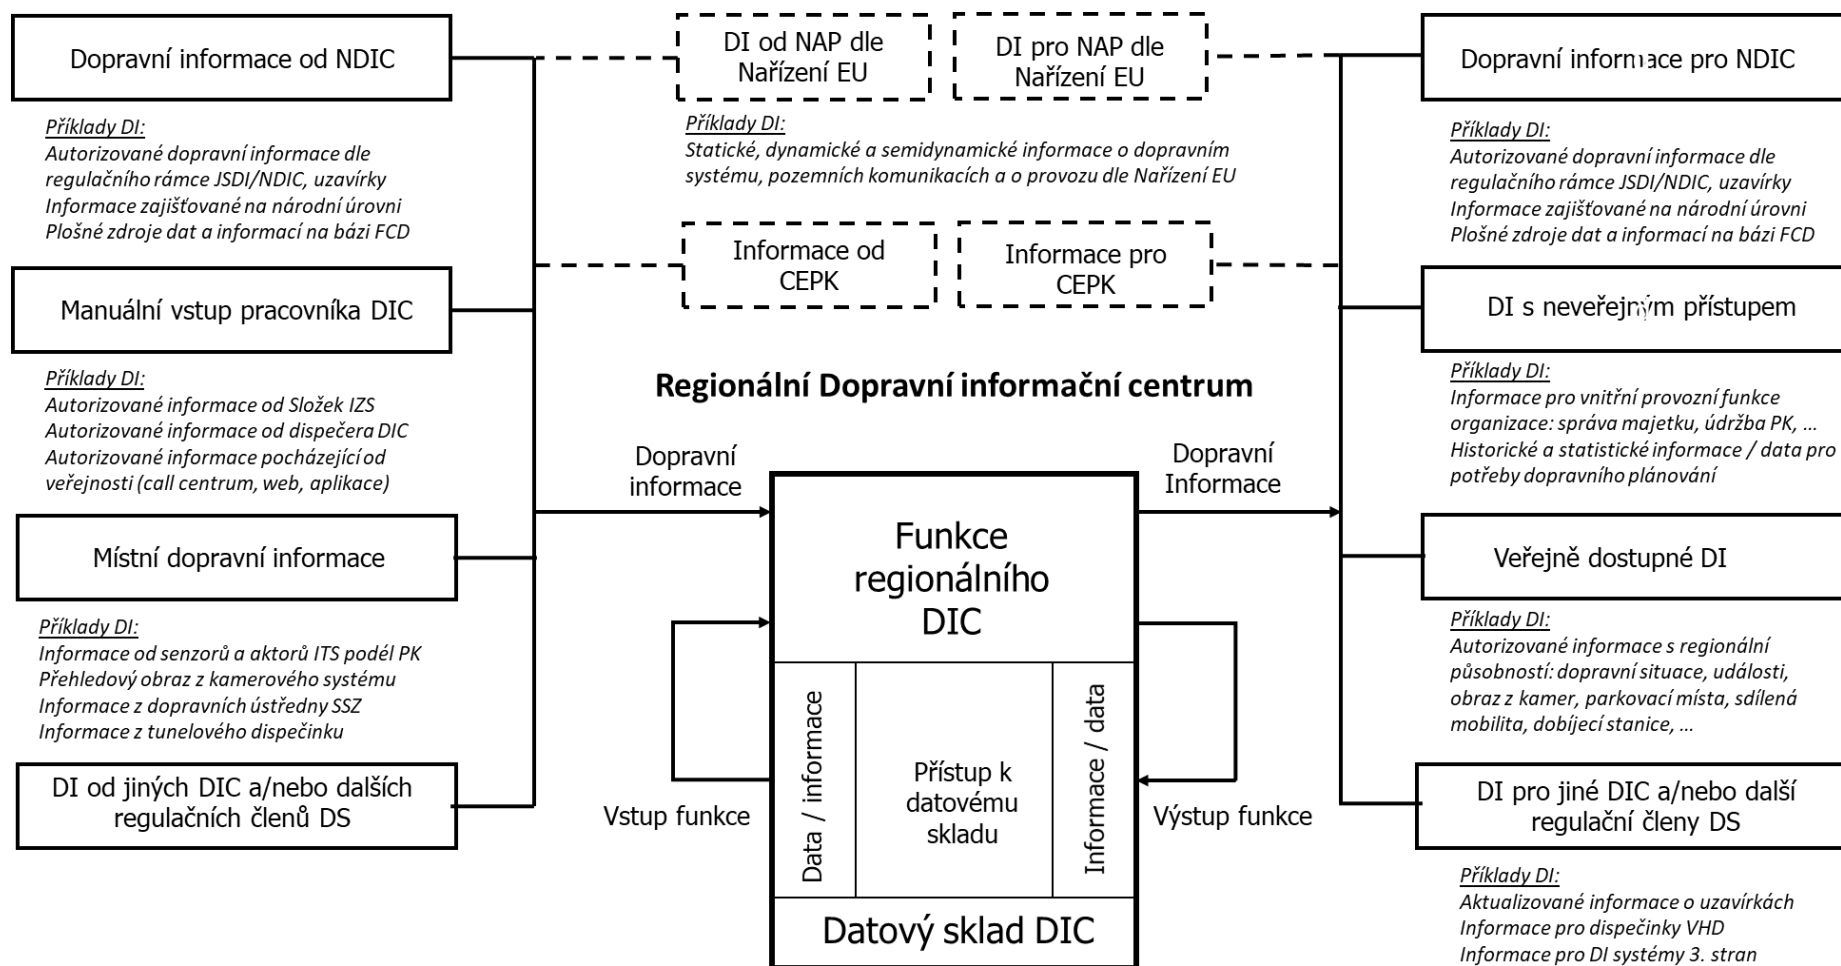 Dopravní informace od NDIC
Příklady DI:
Autorizované dopravní informace dle
regulačního rámce JSDI/NDIC, uzavírky
Informace zajišťované na národní úrovni
Plošné zdroje dat a informací na bázi FCD
Manuální vstup pracovníka DIC
Příklady DI:
Autorizované informace od Složek IZS
Autorizované informace od dispečera DIC
Autorizované informace pocházející od
veřejnosti (call centrum, web, aplikace)
Místní dopravní informace
Příklady DI:
Informace od senzorů a aktorů ITS podél PK
Přehledový obraz z kamerového systému
Informace z dopravních ústředny SSZ
Informace z tunelového dispečinku
DI od jiných DIC a/nebo dalších
regulačních členů DS
DI od NAP dle
Nařízení EU
DI pro NAP dle
Nařízení EU
Příklady DI:
Statické, dynamické a semidynamické informace o dopravním
systému, pozemních komunikacích a o provozu dle Nařízení EU
Informace od
CEPK
Informace pro
CEPK
Regionální Dopravní informační centrum
Dopravní
informace
Dopravní
Informace
Funkce
regionálního
DIC
Vstup funkce
Data / informace
Přístup k
datovému
skladu
Informace / data
Výstup funkce
Datový sklad DIC
Dopravní informace pro NDIC
Příklady DI:
Autorizované dopravní informace dle
regulačního rámce JSDI/NDIC, uzavírky
Informace zajišťované na národní úrovni
Plošné zdroje dat a informací na bázi FCD
DI s neveřejným přístupem
Příklady DI:
Informace pro vnitřní provozní funkce
organizace: správa majetku, údržba PK, ...
Historické a statistické informace / data pro
potřeby dopravního plánování
Veřejně dostupné DI
Příklady DI:
Autorizované informace s regionální
působností: dopravní situace, události,
obraz z kamer, parkovací místa, sdílená
mobilita, dobíjecí stanice, ...
DI pro jiné DIC a/nebo další
regulační členy DS
Příklady DI:
Aktualizované informace o uzavírkách
Informace pro dispečinky VHD
Informace pro DI systémy 3. stran